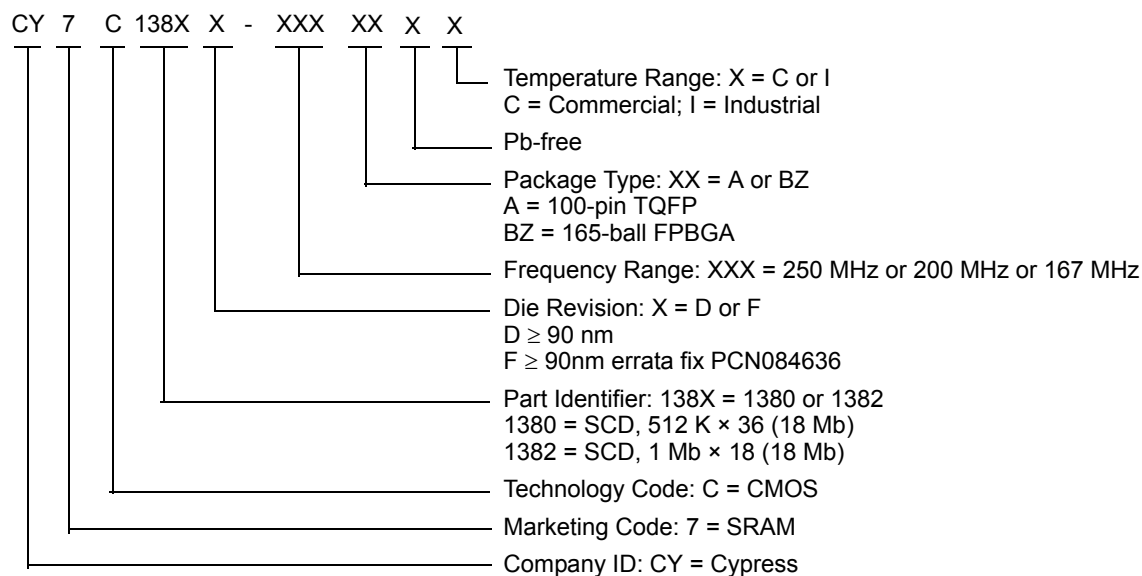 CY 7 C 138X X - XXX XX X X
Temperature Range: X = C or I
C = Commercial; I = Industrial
Pb-free
Package Type: XX = A or BZ
A = 100-pin TQFP
BZ = 165-ball FPBGA
Frequency Range: XXX = 250 MHz or 200 MHz or 167 MHz
Die Revision: X = D or F
D ≥ 90 nm
F ≥ 90nm errata fix PCN084636
Part Identifier: 138X = 1380 or 1382
1380 = SCD, 512 K × 36 (18 Mb)
1382 = SCD, 1 Mb × 18 (18 Mb)
Technology Code: C = CMOS
Marketing Code: 7 = SRAM
Company ID: CY = Cypress